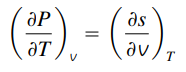 (∂P/∂T)_v = (∂s/∂v)_T